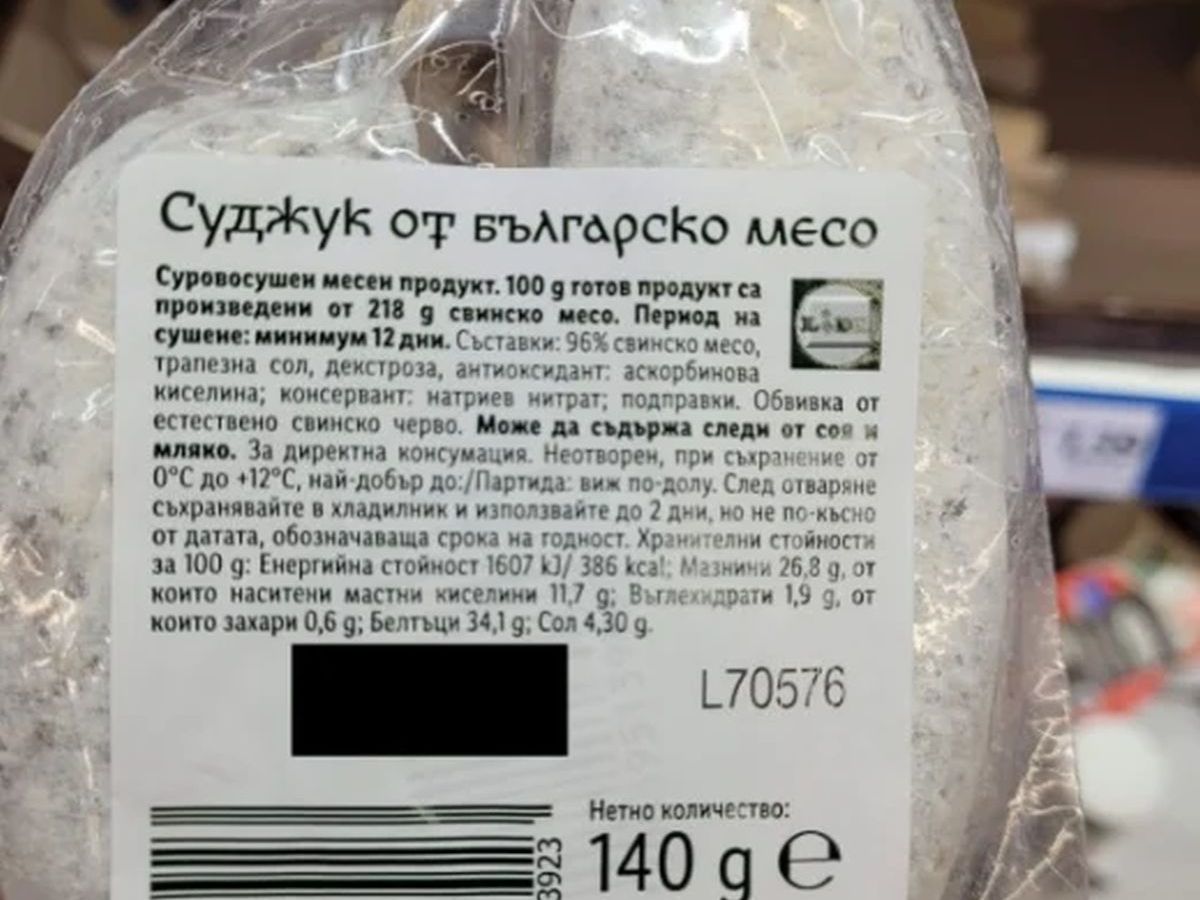 Суджук от българско месо
Суровосушен месен продукт. 100 g готов продукт са
произведени от 218 g свинско месо. Период на
сушене: минимум 12 дни. Съставки: 96% свинско месо,
трапезна сол, декстроза, антиоксидант: аскорбинова
киселина; консервант: натриев нитрат; подправки. Обвивка от
естествено свинско черво. Може да съдържа следи от соя и
мляко. За директна консумация. Неотворен, при съхранение от
0°C до +12°C, най-добър до:/Партида: виж по-долу. След отваряне
съхранявайте в хладилник и използвайте до 2 дни, но не по-късно
от датата, обозначаваща срока на годност. Хранителни стойности
за 100 g: Енергийна стойност 1607 kJ/ 386 kcal; Мазнини 26,8 g, от
които наситени мастни киселини 11,7 g; Въглехидрати 1,9 g, от
които захари 0,6 g; Белтъци 34,1 g; Сол 4,30 g.
L70576
Нетно количество:
140 g e
3923